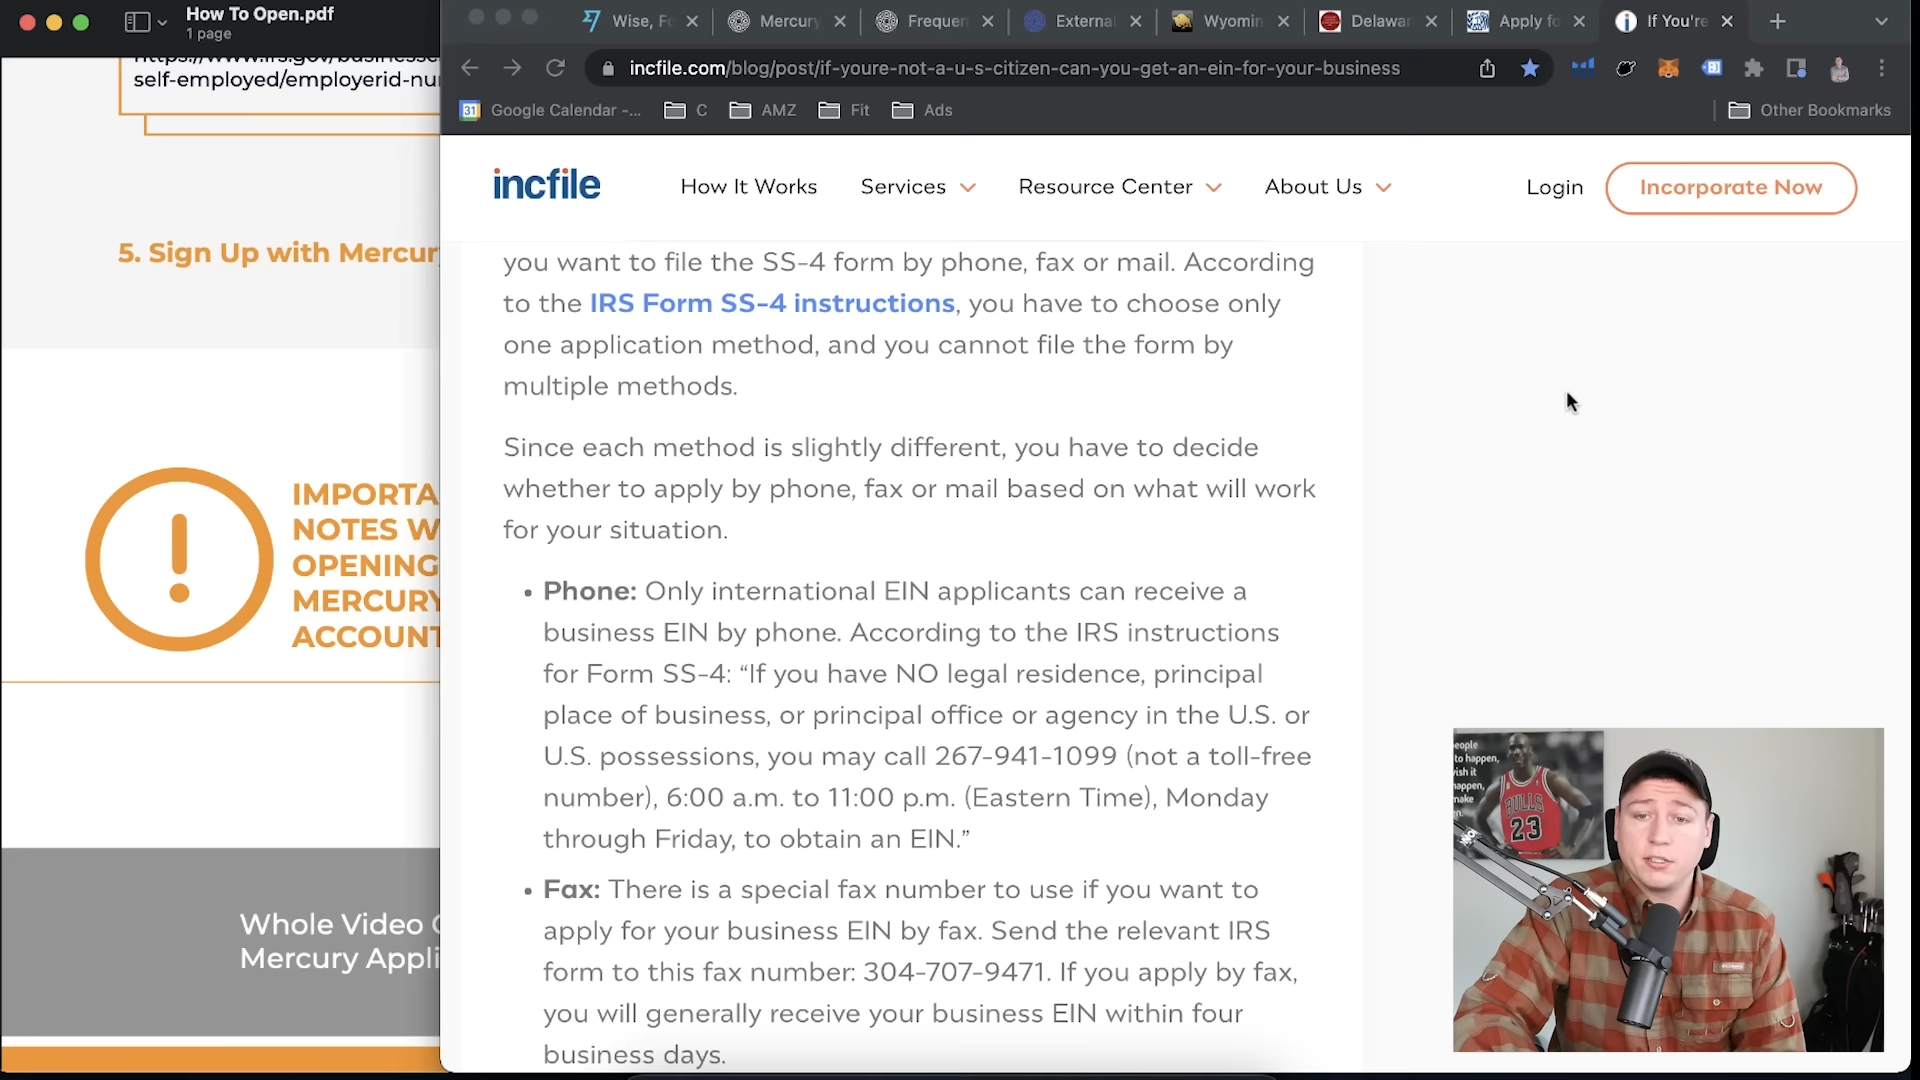 How To Open.pdf
1 page
self-employed/employerid-nu
5. Sign Up with Mercury
IMPORTA
NOTES W
OPENING
MERCURY
ACCOUNT
Whole Video
Mercury Appli
Wise, F
Mercury
Frequen
External
Wyomin
Delawar
Apply fo
If You're
incfile.com/blog/post/if-youre-not-a-u-s-citizen-can-you-get-an-ein-for-your-business
31 Google Calendar -...
C
AMZ
Fit
Ads
Other Bookmarks
incfile
How It Works
Services
Resource Center
About Us
Login
Incorporate Now
you want to file the SS-4 form by phone, fax or mail. According
to the IRS Form SS-4 instructions, you have to choose only
one application method, and you cannot file the form by
multiple methods.
Since each method is slightly different, you have to decide
whether to apply by phone, fax or mail based on what will work
for your situation.
• Phone: Only international EIN applicants can receive a
business EIN by phone. According to the IRS instructions
for Form SS-4: “If you have NO legal residence, principal
place of business, or principal office or agency in the U.S. or
U.S. possessions, you may call 267-941-1099 (not a toll-free
number), 6:00 a.m. to 11:00 p.m. (Eastern Time), Monday
through Friday, to obtain an EIN.”
• Fax: There is a special fax number to use if you want to
apply for your business EIN by fax. Send the relevant IRS
form to this fax number: 304-707-9471. If you apply by fax,
you will generally receive your business EIN within four
business days.
eople
to happen,
ish it
appen,
make
BULLS
23